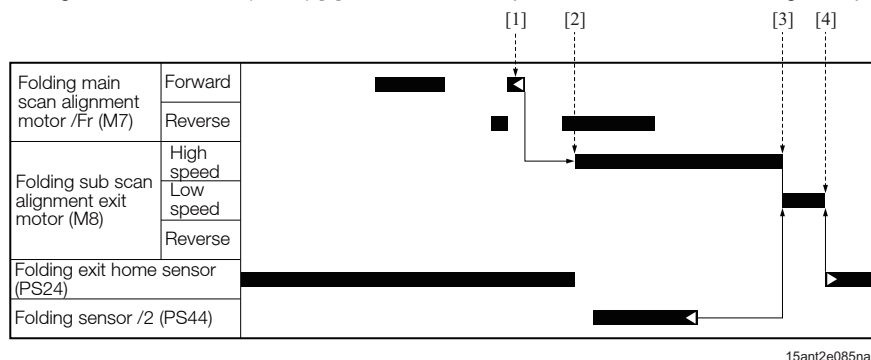 [1] [2] [3] [4]
Folding main
scan alignment
motor /Fr (M7)
Forward
Reverse
Folding sub scan
alignment exit
motor (M8)
High
speed
Low
speed
Reverse
Folding exit home sensor
(PS24)
Folding sensor /2 (PS44)
15ant2e085na